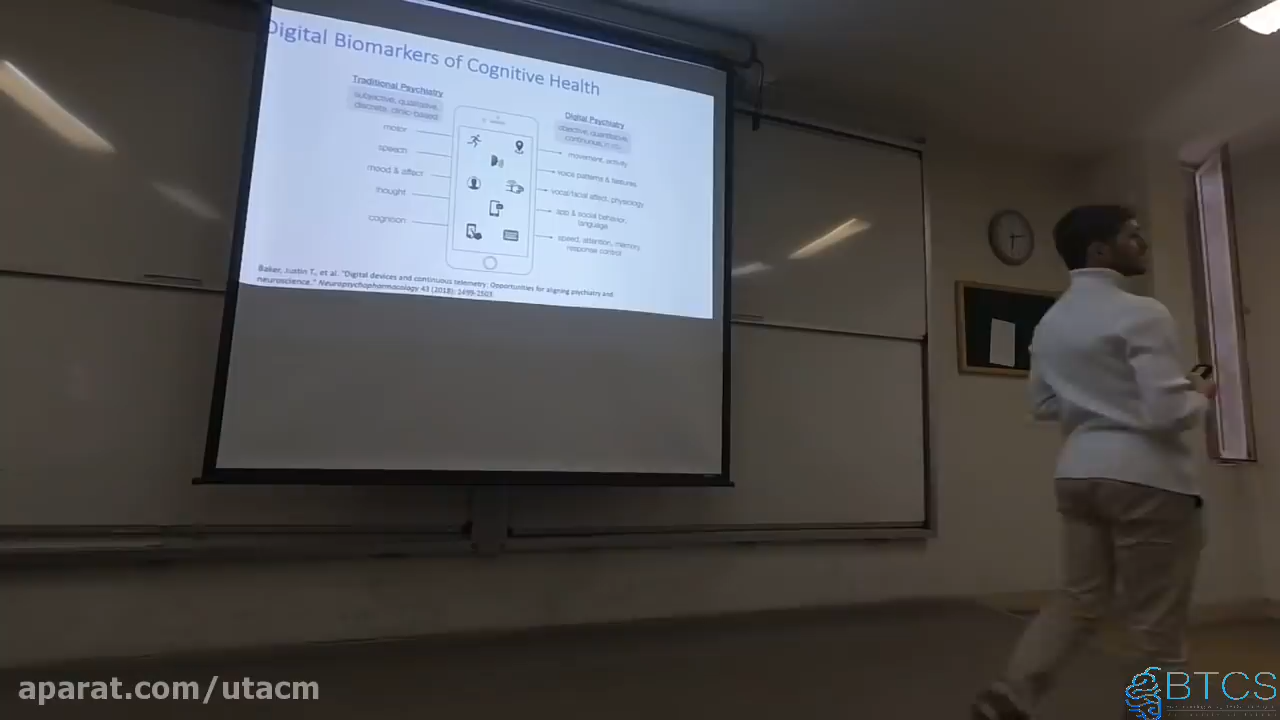 Digital Biomarkers of Cognitive Health
Traditional Psychiatry
subjective, qualitative,
discrete, clinic-based
motor
speech
mood & affect
thought
cognition
Digital Psychiatry
objective, quantitative,
continuous,
movement, activity
voice patterns & features
vocal/facial affect, physiology
app & social behavior,
language
speed, attention, memory,
response control
Baker, Justin T., et al. "Digital devices and continuous telemetry: Opportunities for aligning psychiatry and
neuroscience." Neuropsychopharmacology 43 (2018):
aparat.com/utacm
BTCS